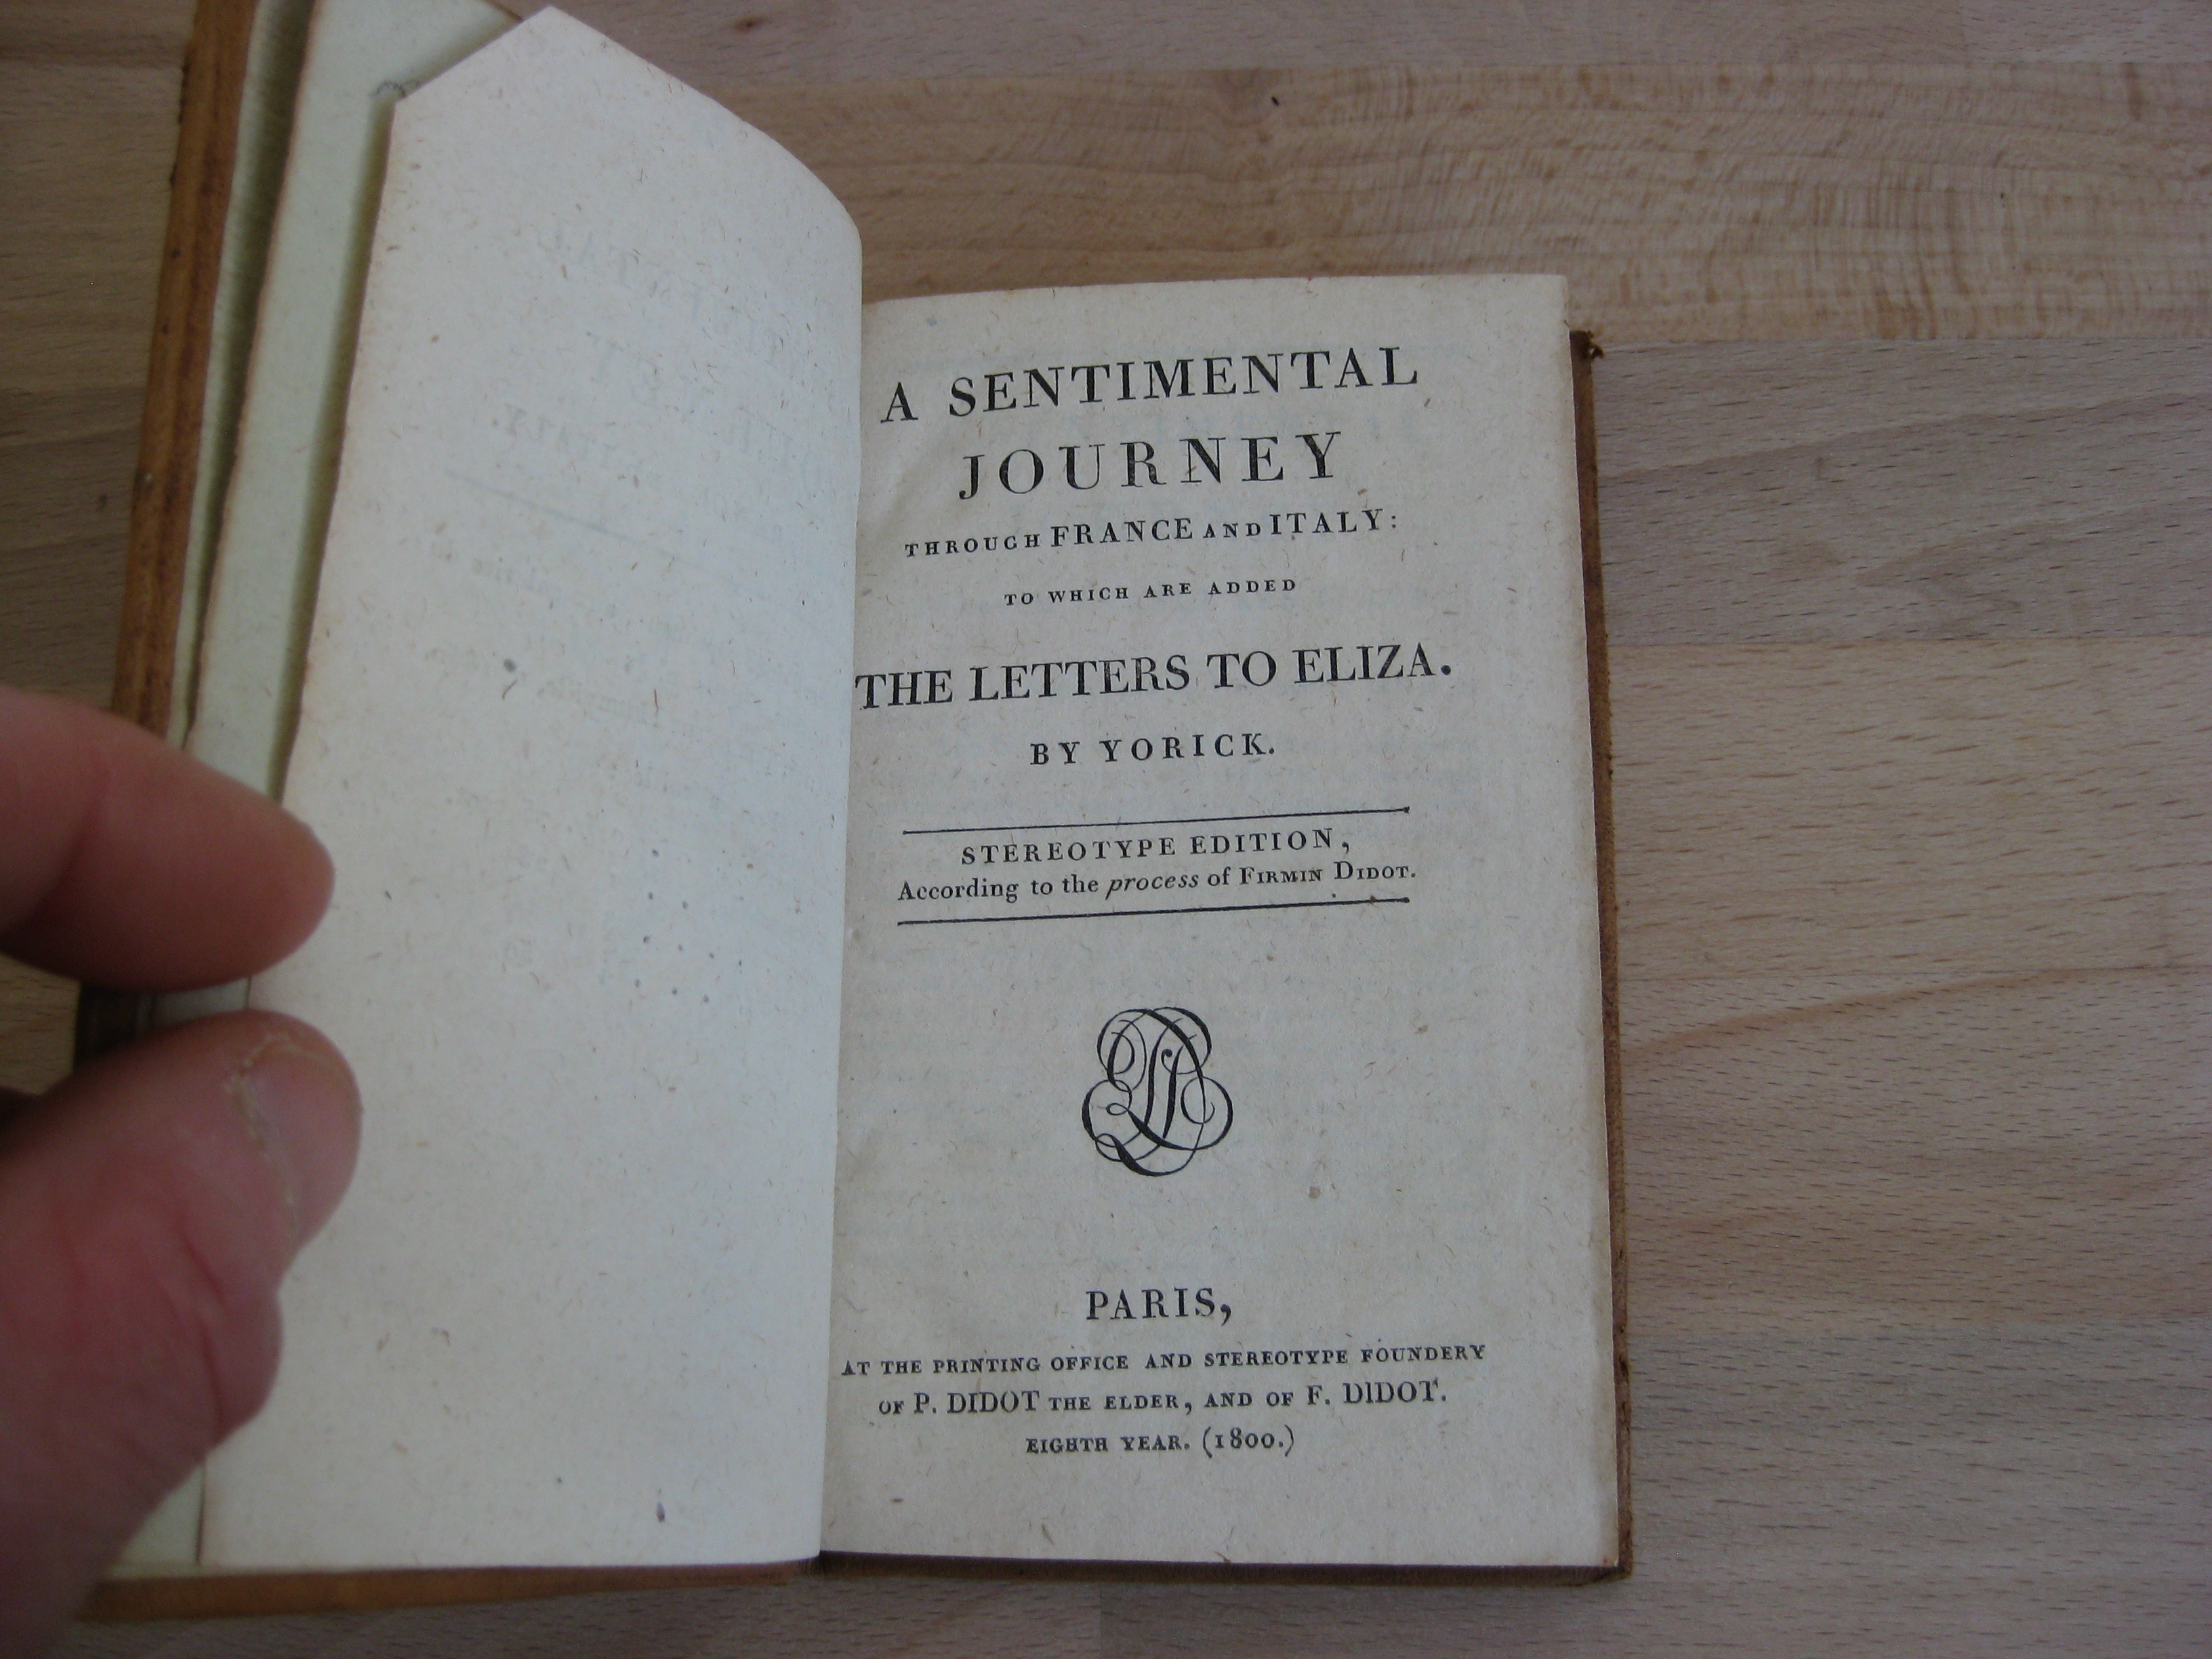 A SENTIMENTAL
JOURNEY
THROUGH FRANCE AND ITALY:
TO WHICH ARE ADDED
THE LETTERS TO ELIZA.
BY YORICK.
STEREOTYPE EDITION,
According to the process of FIRMIN DIDOT.
PARIS,
AT THE PRINTING OFFICE AND STEREOTYPE FOUNDERY
OF P. DIDOT THE ELDER, AND OF F. DIDOT.
EIGHTH YEAR. (1800.)